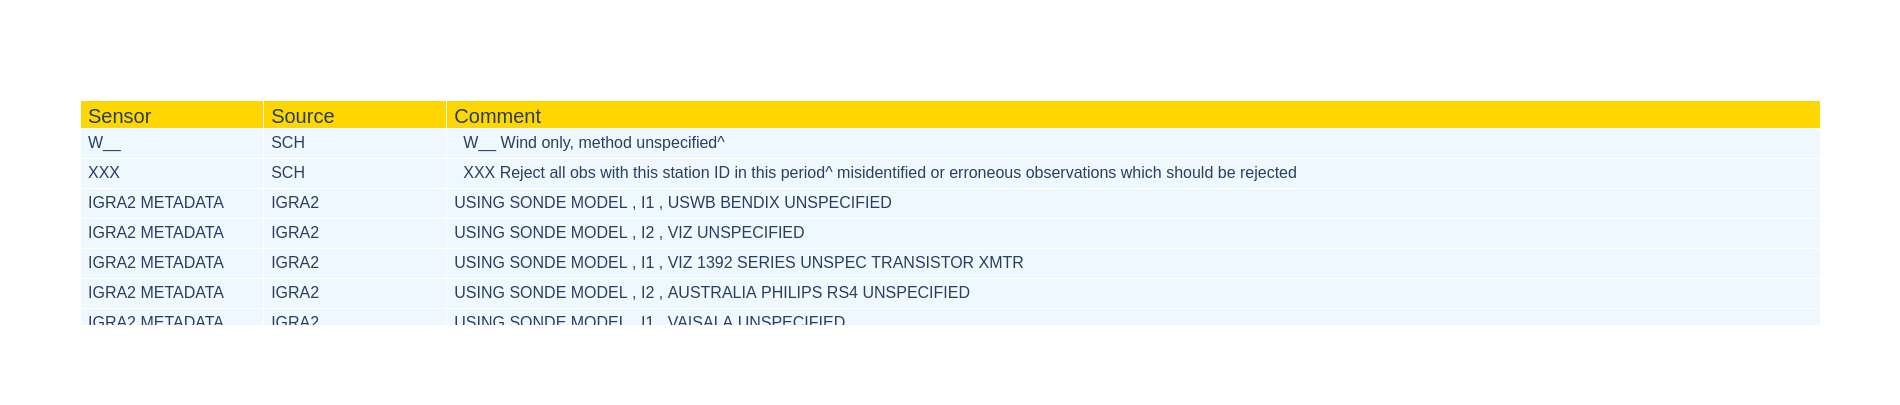 Sensor Source Comment
W__ SCH W__ Wind only, method unspecified^
XXX SCH XXX Reject all obs with this station ID in this period^ misidentified or erroneous observations which should be rejected
IGRA2 METADATA IGRA2 USING SONDE MODEL , I1 , USWB BENDIX UNSPECIFIED
IGRA2 METADATA IGRA2 USING SONDE MODEL , I2 , VIZ UNSPECIFIED
IGRA2 METADATA IGRA2 USING SONDE MODEL , I1 , VIZ 1392 SERIES UNSPEC TRANSISTOR XMTR
IGRA2 METADATA IGRA2 USING SONDE MODEL , I2 , AUSTRALIA PHILIPS RS4 UNSPECIFIED
IGRA2 METADATA IGRA2 USING SONDE MODEL , I1 , VAISALA UNSPECIFIED